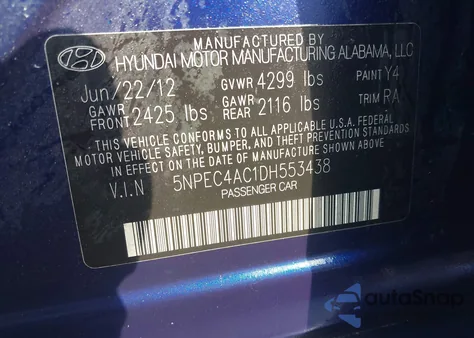 MANUFACTURED BY
HYUNDAI MOTOR MANUFACTURING ALABAMA, LLC
Jun/22/12 GVWR 4299 lbs PAINT Y4
GAWR FRONT 2425 lbs GAWR REAR 2116 lbs TRIM RA
THIS VEHICLE CONFORMS TO ALL APPLICABLE U.S.A. FEDERAL
MOTOR VEHICLE SAFETY, BUMPER, AND THEFT PREVENTION
STANDARDS IN EFFECT ON THE DATE OF MANUFACTURE SHOWN ABOVE.
V.I.N 5NPEC4AC1DH553438
PASSENGER CAR
autoSnap